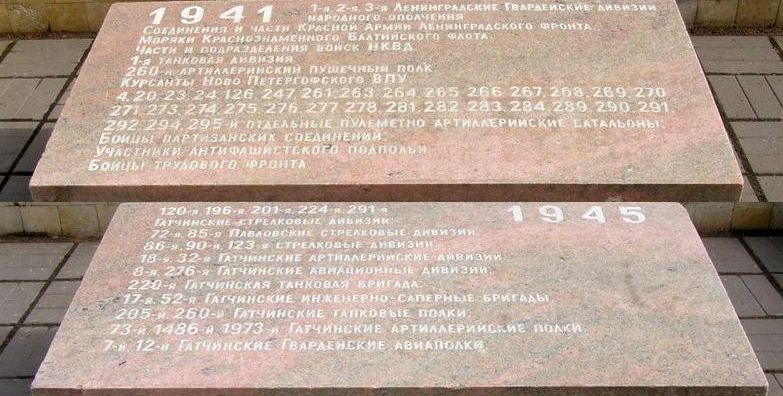 1941 1-я, 2-я, 3-я Ленинградские Гвардейские дивизии
народного ополчения
Соединения и части Красной Армии Ленинградского фронта.
Моряки Краснознаменного Балтийского флота.
Части и подразделения войск НКВД
1-я танковая дивизия
260-й артиллерийский пушечный полк
Курсанты Ново-Петергофского ВПУ
4, 20, 23, 24, 126, 247, 261, 263, 264, 265, 266, 267, 268, 269, 270
271, 273, 274, 275, 276, 277, 278, 281, 282, 283, 284, 289, 290, 291,
292, 294, 295-й отдельные пулеметно артиллерийские батальоны.
Бойцы партизанских соединений.
Участники антифашистского подполья.
Бойцы трудового фронта
120-я, 196-я, 201-я, 224-я, 291-я 1945
Гатчинские стрелковые дивизии.
72-я, 85-я Павловские стрелковые дивизии
86-я, 90-я, 123-я стрелковые дивизии
18-я, 32-я Гатчинские артиллерийские дивизии
8-я, 276-я Гатчинские авиационные дивизии
220-я Гатчинская танковая бригада.
17-я, 52-я Гатчинские инженерно-саперные бригады
205-й, 260-й Гатчинские танковые полки.
73-й, 1486-й, 1973-й Гатчинские артиллерийские полки.
7-й, 12-й Гатчинские Гвардейские авиаполки